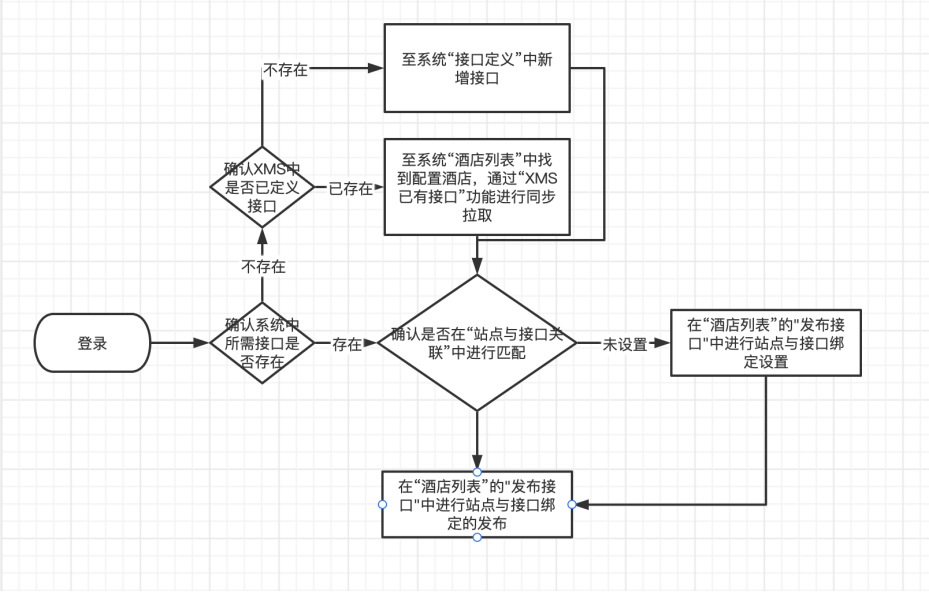 不存在
至系统“接口定义”中新
增接口
确认XMS中
是否已定义
接口
已存在
至系统“酒店列表”中找
到配置酒店，通过“XMS
已有接口”功能进行同步
拉取
不存在
登录
确认系统中
所需接口是
否存在
存在
确认是否在“站点与接口关
联”中进行匹配
未设置
在“酒店列表”的"发布接
口"中进行站点与接口绑
定设置
在“酒店列表”的"发布接
口"中进行站点与接口绑
定的发布